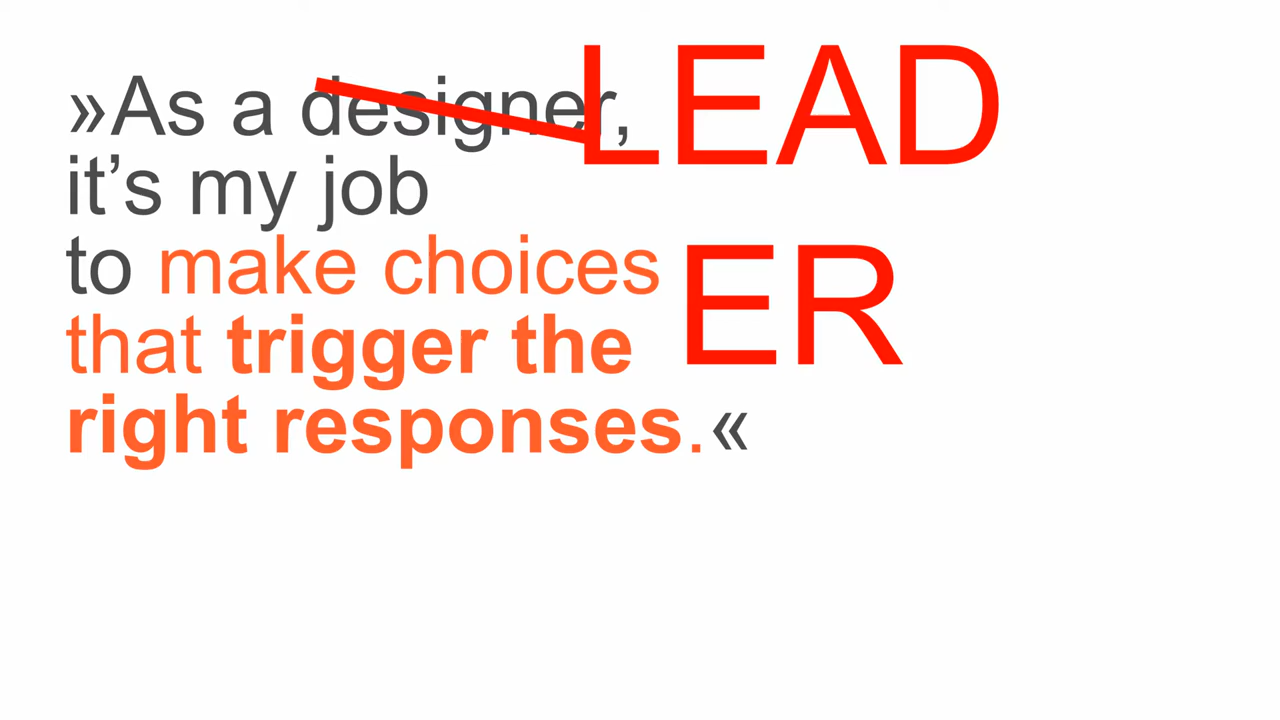 »As a designer,
it’s my job
to make choices
that trigger the
right responses.«
LEAD
ER